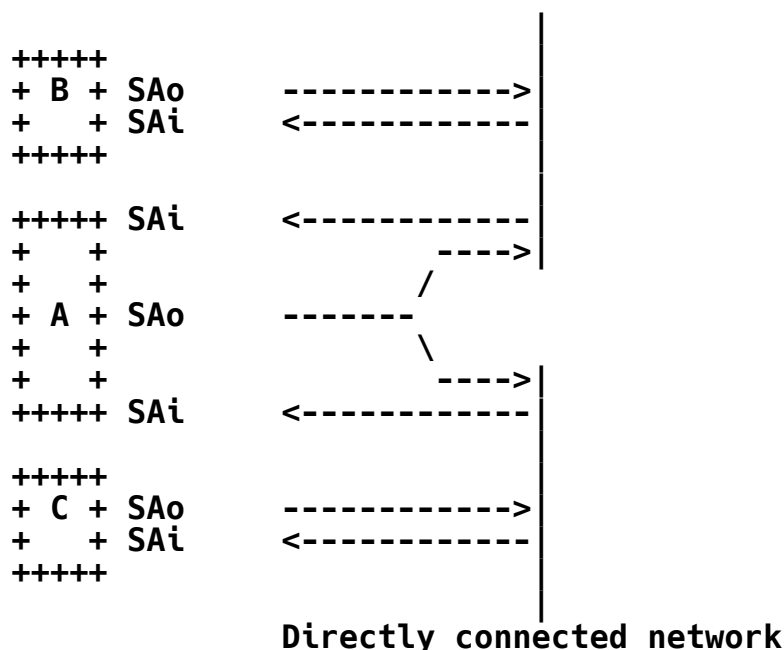 |
+++++                             |
+ B + SAo     ------------>|
+   + SAi     <------------|
+++++                             |
                                  |
+++++ SAi     <------------|
+   +                 ---->|
+   +                /
+ A + SAo     -------
+   +                \
+   +                 ---->|
+++++ SAi     <------------|
                                  |
+++++                             |
+ C + SAo     ------------>|
+   + SAi     <------------|
+++++                             |
                                  |
Directly connected network